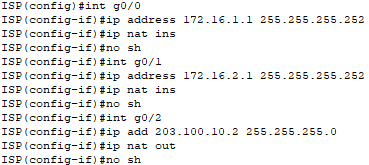 ISP(config)#int g0/0
ISP(config-if)#ip address 172.16.1.1 255.255.255.252
ISP(config-if)#ip nat ins
ISP(config-if)#no sh
ISP(config-if)#int g0/1
ISP(config-if)#ip address 172.16.2.1 255.255.255.252
ISP(config-if)#ip nat ins
ISP(config-if)#no sh
ISP(config-if)#int g0/2
ISP(config-if)#ip add 203.100.10.2 255.255.255.0
ISP(config-if)#ip nat out
ISP(config-if)#no sh